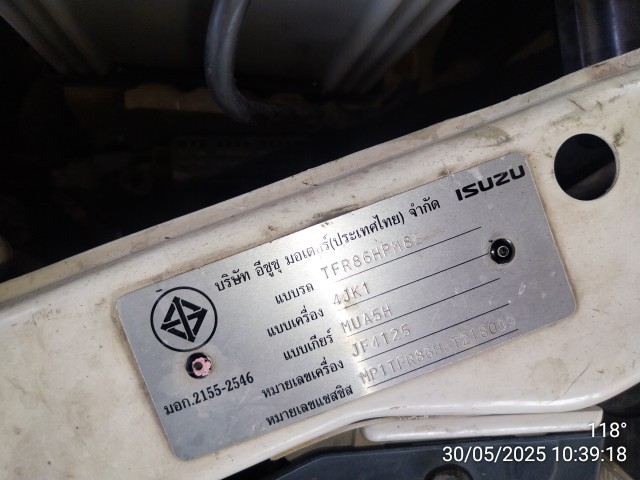 ISUZU
บริษัท อีซูซุ มอเตอร์(ประเทศไทย) จำกัด
แบบรถ
แบบเครื่อง 4JK1
แบบเกียร์ MUA5H
หมายเลขเครื่อง JF4125
หมายเลขแชสซิส
มอก.2155-2546
118°
30/05/2025 10:39:18